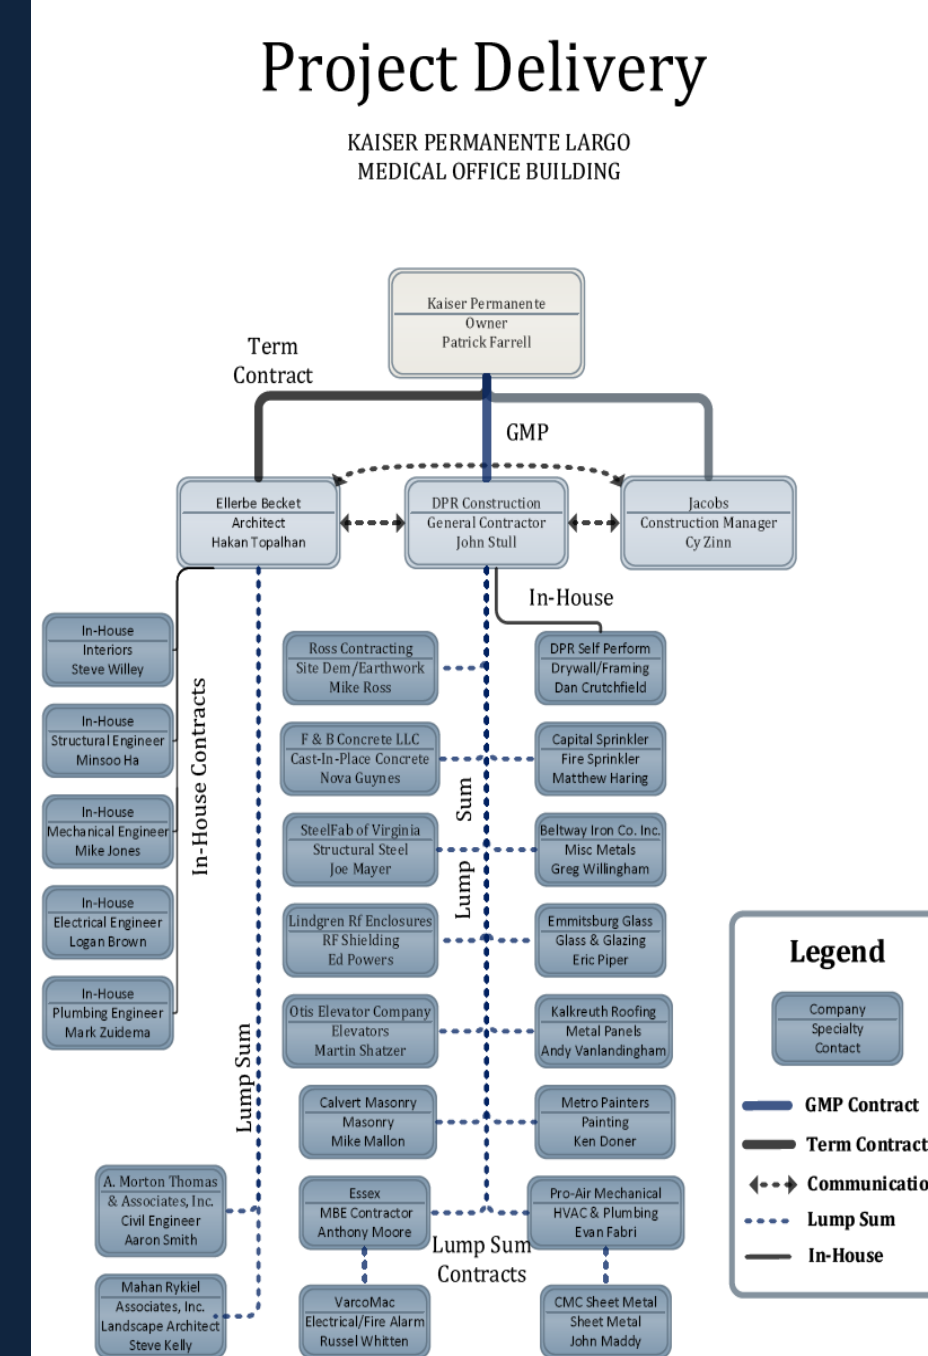 Project Delivery
KAISER PERMANENTE LARGO
MEDICAL OFFICE BUILDING
Kaiser Permanente
Owner
Patrick Farrell
Term
Contract
GMP
Ellerbe Becket
Architect
Hakan Topalhan
DPR Construction
General Contractor
John Stull
Jacobs
Construction Manager
Cy Zinn
In-House
In-House
Interiors
Steve Willey
In-House
Structural Engineer
Minsoo Ha
In-House
Mechanical Engineer
Mike Jones
In-House
Electrical Engineer
Logan Brown
In-House
Plumbing Engineer
Mark Zuidema
In-House Contracts
Lump Sum
A. Morton Thomas
& Associates, Inc.
Civil Engineer
Aaron Smith
Mahan Rykiel
Associates, Inc.
Landscape Architect
Steve Kelly
Ross Contracting
Site Dem/Earthwork
Mike Ross
DPR Self Perform
Drywall/Framing
Dan Crutchfield
F & B Concrete LLC
Cast-In-Place Concrete
Nova Guynes
Capital Sprinkler
Fire Sprinkler
Matthew Haring
SteelFab of Virginia
Structural Steel
Joe Mayer
Beltway Iron Co. Inc.
Misc Metals
Greg Willingham
Lump Sum
Lindgren Rf Enclosures
RF Shielding
Ed Powers
Emmitsburg Glass
Glass & Glazing
Eric Piper
Otis Elevator Company
Elevators
Martin Shatzer
Kalkreuth Roofing
Metal Panels
Andy Vanlandingham
Calvert Masonry
Masonry
Mike Mallon
Metro Painters
Painting
Ken Doner
Essex
MBE Contractor
Anthony Moore
Pro-Air Mechanical
HVAC & Plumbing
Evan Fabri
Lump Sum
Contracts
VarcoMac
Electrical/Fire Alarm
Russel Whitten
CMC Sheet Metal
Sheet Metal
John Maddy
Legend
Company
Specialty
Contact
GMP Contract
Term Contract
Communicatio
Lump Sum
In-House